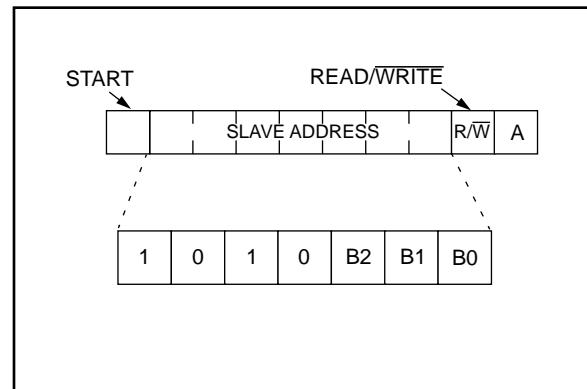 START
READ/WRITE
SLAVE ADDRESS R/W A
1 0 1 0 B2 B1 B0